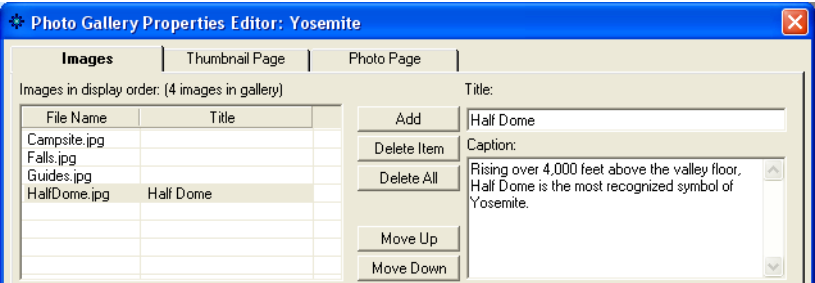 Photo Gallery Properties Editor: Yosemite
Images Thumbnail Page Photo Page
Images in display order: (4 images in gallery)
File Name Title
Campsite.jpg
Falls.jpg
Guides.jpg
HalfDome.jpg Half Dome
Add
Delete Item
Delete All
Move Up
Move Down
Title:
Half Dome
Caption:
Rising over 4,000 feet above the valley floor,
Half Dome is the most recognized symbol of
Yosemite.